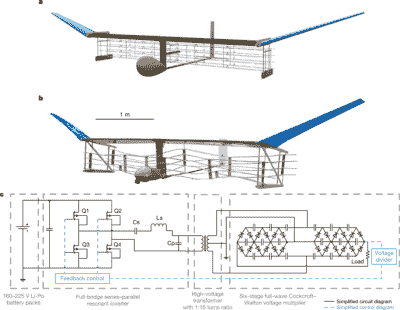 a
b
1 m
c
Q1
Q2
Cs
Ls
Cp
Q3
Q4
Feedback control
Load
Voltage
divider
160–225 V Li-Po
battery packs
Full-bridge series–parallel
resonant inverter
High-voltage
transformer
with 1:15 turns ratio
Six-stage full-wave Cockcroft–
Walton voltage multiplier
Simplified circuit diagram
Simplified control diagram